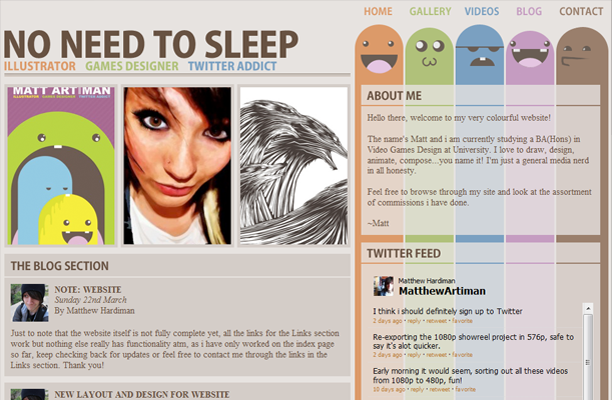 HOME GALLERY VIDEOS BLOG CONTACT
NO NEED TO SLEEP
ILLUSTRATOR GAMES DESIGNER TWITTER ADDICT
MATT ARTMAN
ILLUSTRATOR GAMES DESIGNER TWITTER ADDICT
ABOUT ME
Hello there, welcome to my very colourful website!
The name's Matt and i am currently studying a BA(Hons) in
Video Games Design at University. I love to draw, design,
animate, compose...you name it! I'm just a general media nerd
in all honesty.
Feel free to browse through my site and look at the assortment
of commissions i have done.
~Matt
THE BLOG SECTION
NOTE: WEBSITE
Sunday 22nd March
By Matthew Hardiman
Just to note that the website itself is not fully complete yet, all the links for the Links section
work but nothing else really has functionality atm, as i have only worked on the index page
so far, keep checking back for updates or feel free to contact me through the links in the
Links section. Thank you!
NEW LAYOUT AND DESIGN FOR WEBSITE
TWITTER FEED
Matthew Hardiman
MatthewArtiman
I think i should definitely sign up to Twitter
2 days ago · reply · retweet · favorite
Re-exporting the 1080p showreel project in 576p, safe to
say it's alot quicker.
2 days ago · reply · retweet · favorite
Early morning it would seem, sorting out all these videos
from 1080p to 480p, fun!
10 days ago · reply · retweet · favorite